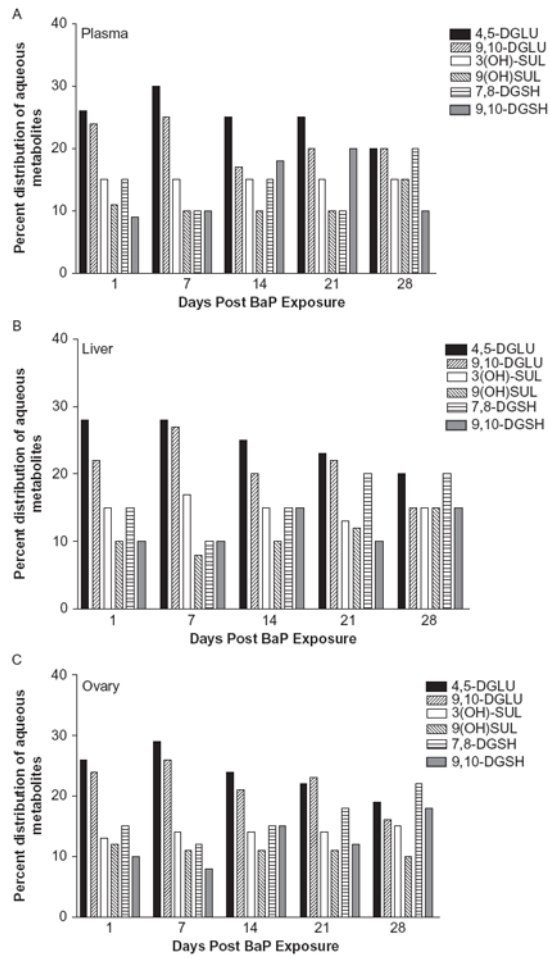 A
Plasma
4,5-DGLU
9,10-DGLU
3(OH)-SUL
9(OH)SUL
7,8-DGSH
9,10-DGSH
Percent distribution of aqueous
metabolites
40
30
20
10
0
1 7 14 21 28
Days Post BaP Exposure
B
Liver
4,5-DGLU
9,10-DGLU
3(OH)-SUL
9(OH)SUL
7,8-DGSH
9,10-DGSH
Percent distribution of aqueous
metabolites
40
30
20
10
0
1 7 14 21 28
Days Post BaP Exposure
C
Ovary
4,5-DGLU
9,10-DGLU
3(OH)-SUL
9(OH)SUL
7,8-DGSH
9,10-DGSH
Percent distribution of aqueous
metabolites
40
30
20
10
0
1 7 14 21 28
Days Post BaP Exposure